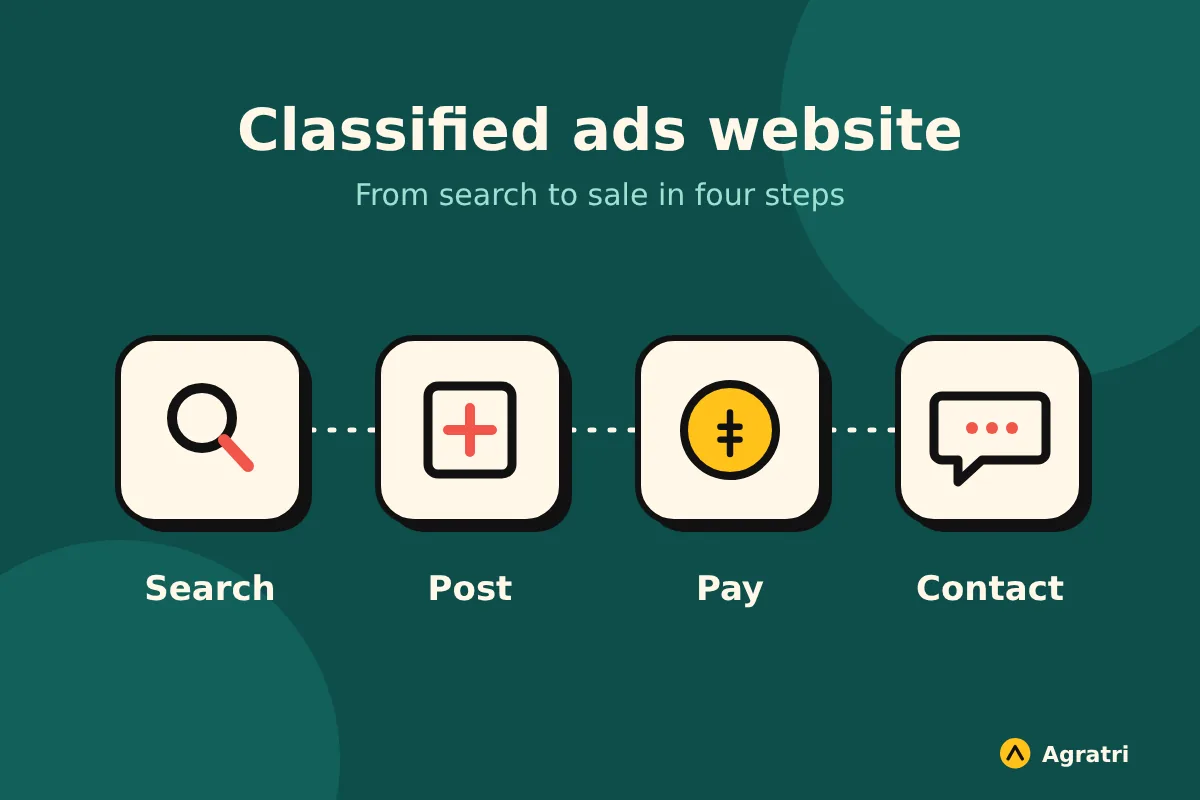 Classified ads website
From search to sale in four steps
Search
Post
Pay
Contact
Agratri